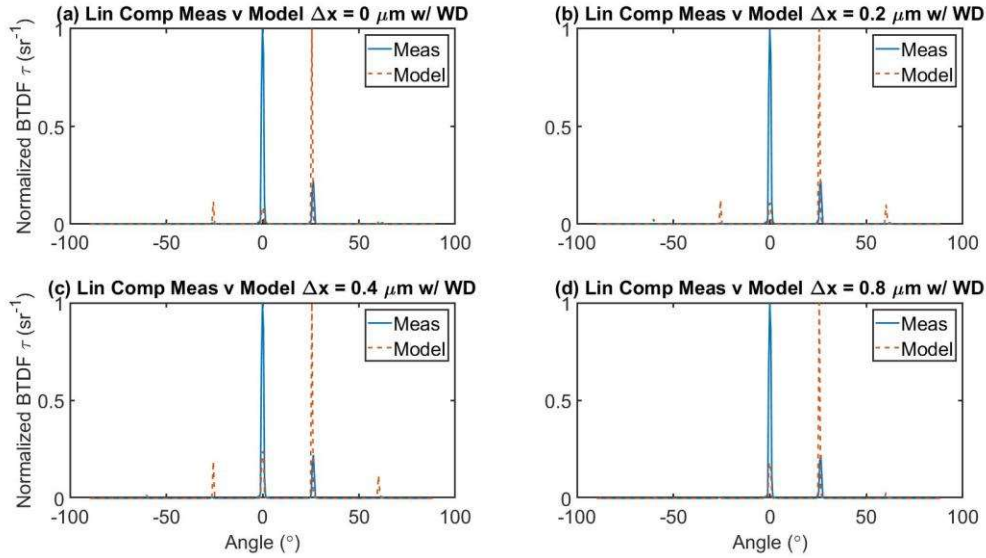 (a) Lin Comp Meas v Model Δx = 0 μm w/ WD
Normalized BTDF τ (sr⁻¹)
1
0.5
0
-100
-50
0
50
100
Meas
Model
(b) Lin Comp Meas v Model Δx = 0.2 μm w/ WD
1
0.5
0
-100
-50
0
50
100
Meas
Model
(c) Lin Comp Meas v Model Δx = 0.4 μm w/ WD
Normalized BTDF τ (sr⁻¹)
1
0.5
0
-100
-50
0
50
100
Angle (°)
Meas
Model
(d) Lin Comp Meas v Model Δx = 0.8 μm w/ WD
1
0.5
0
-100
-50
0
50
100
Angle (°)
Meas
Model